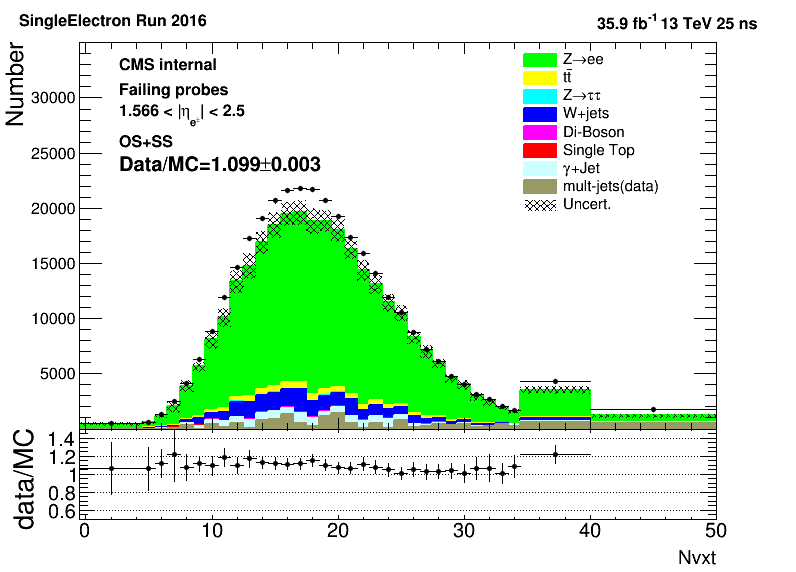 SingleElectron Run 2016
35.9 fb⁻¹ 13 TeV 25 ns
Number
CMS internal
Failing probes
1.566 < |η_e±| < 2.5
OS+SS
Data/MC=1.099±0.003
Z→ee
tt̄
Z→ττ
W+jets
Di-Boson
Single Top
γ+Jet
mult-jets(data)
Uncert.
30000
25000
20000
15000
10000
5000
data/MC
1.4
1.2
1
0.8
0.6
0 10 20 30 40 50
Nvxt